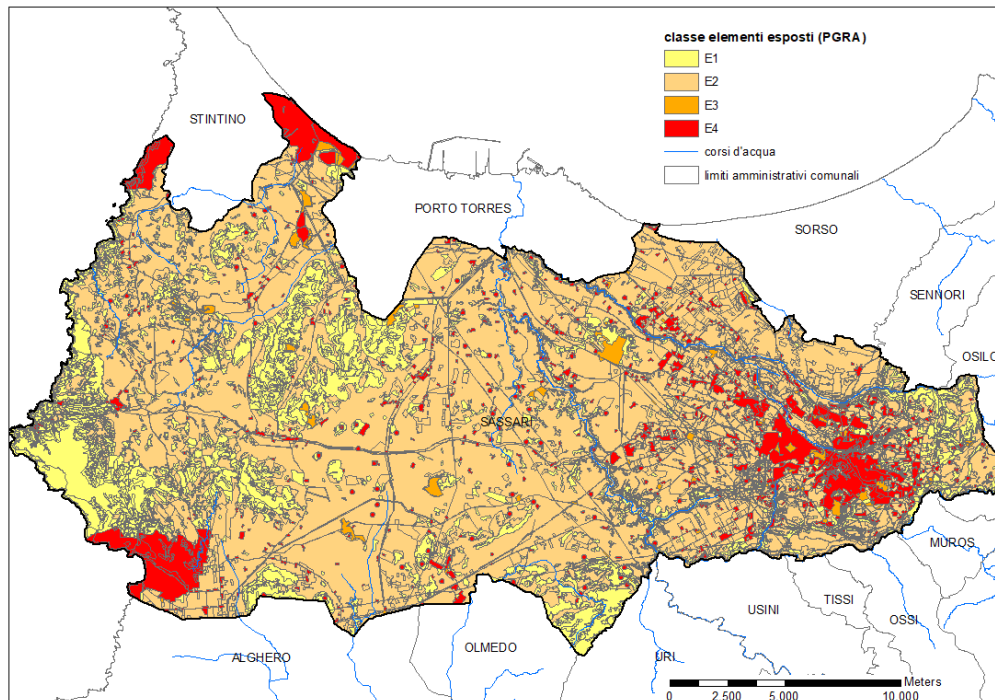 classe elementi esposti (PGRA)
E1
E2
E3
E4
corsi d'acqua
limiti amministrativi comunali
STINTINO
PORTO TORRES
SORSO
SENNORI
OSILO
SASSARI
MUROS
TISSI
USINI
OSSI
OLMEDO
URI
ALGHERO
Meters
0 2.500 5.000 10.000